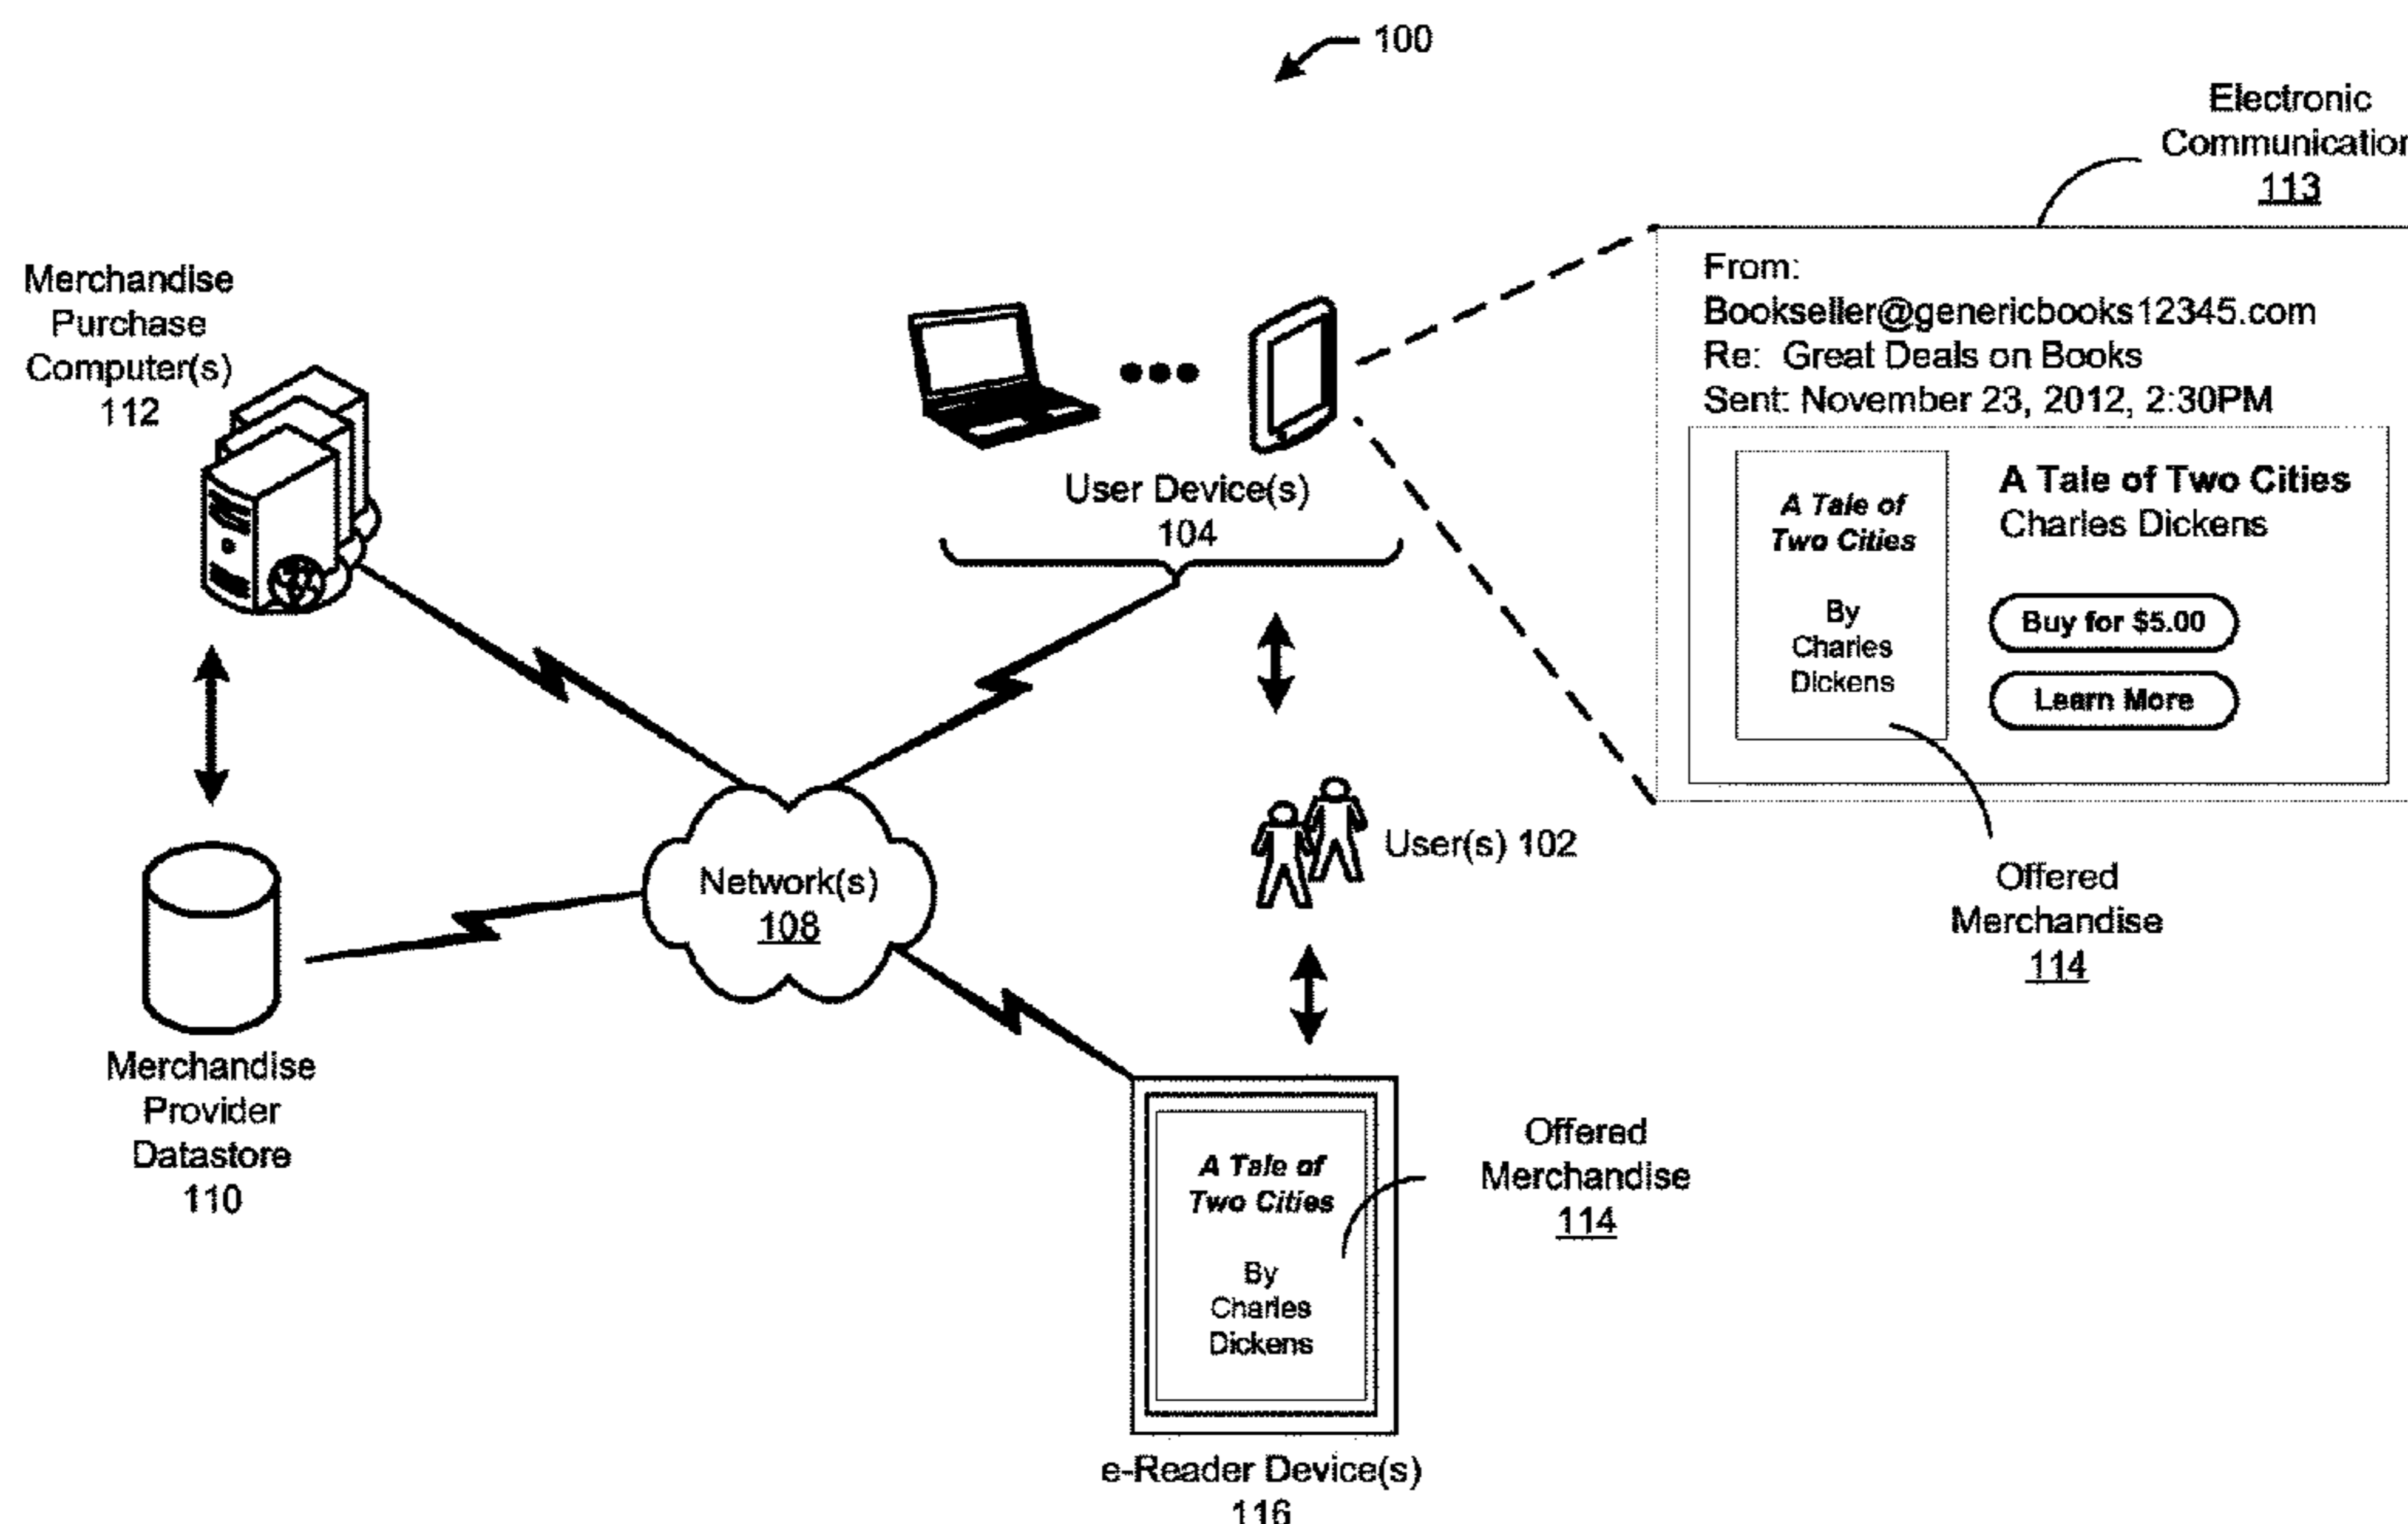 100
Electronic
Communication
113
From:
Bookseller@genericbooks12345.com
Re: Great Deals on Books
Sent: November 23, 2012, 2:30PM
A Tale of
Two Cities
By
Charles
Dickens
A Tale of Two Cities
Charles Dickens
Buy for $5.00
Learn More
Offered
Merchandise
114
Merchandise
Purchase
Computer(s)
112
User Device(s)
104
User(s) 102
Network(s)
108
Merchandise
Provider
Datastore
110
A Tale of
Two Cities
By
Charles
Dickens
Offered
Merchandise
114
e-Reader Device(s)
116